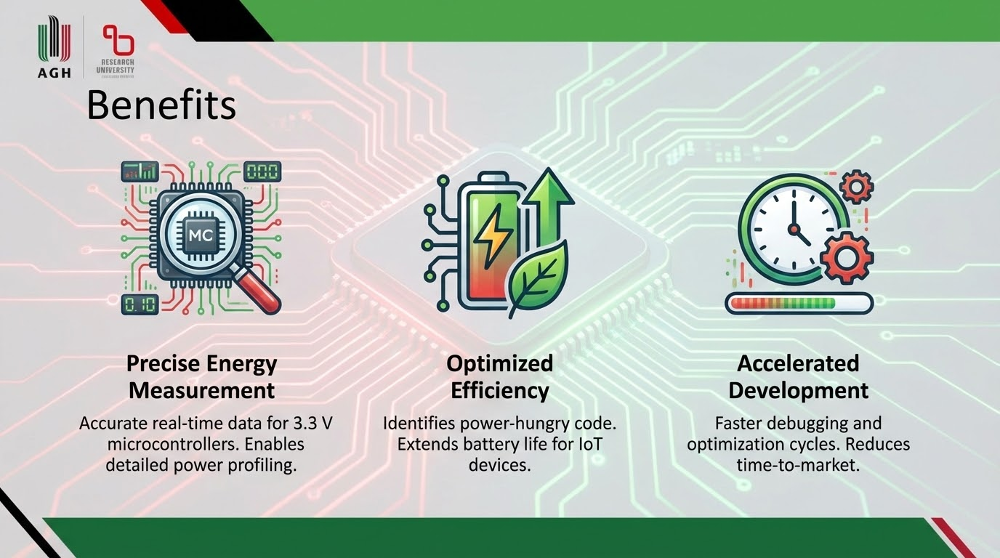 AGH
RESEARCH
UNIVERSITY
Benefits
000
MC
0.10
Precise Energy
Measurement
Accurate real-time data for 3.3 V
microcontrollers. Enables
detailed power profiling.
Optimized
Efficiency
Identifies power-hungry code.
Extends battery life for IoT
devices.
Accelerated
Development
Faster debugging and
optimization cycles. Reduces
time-to-market.